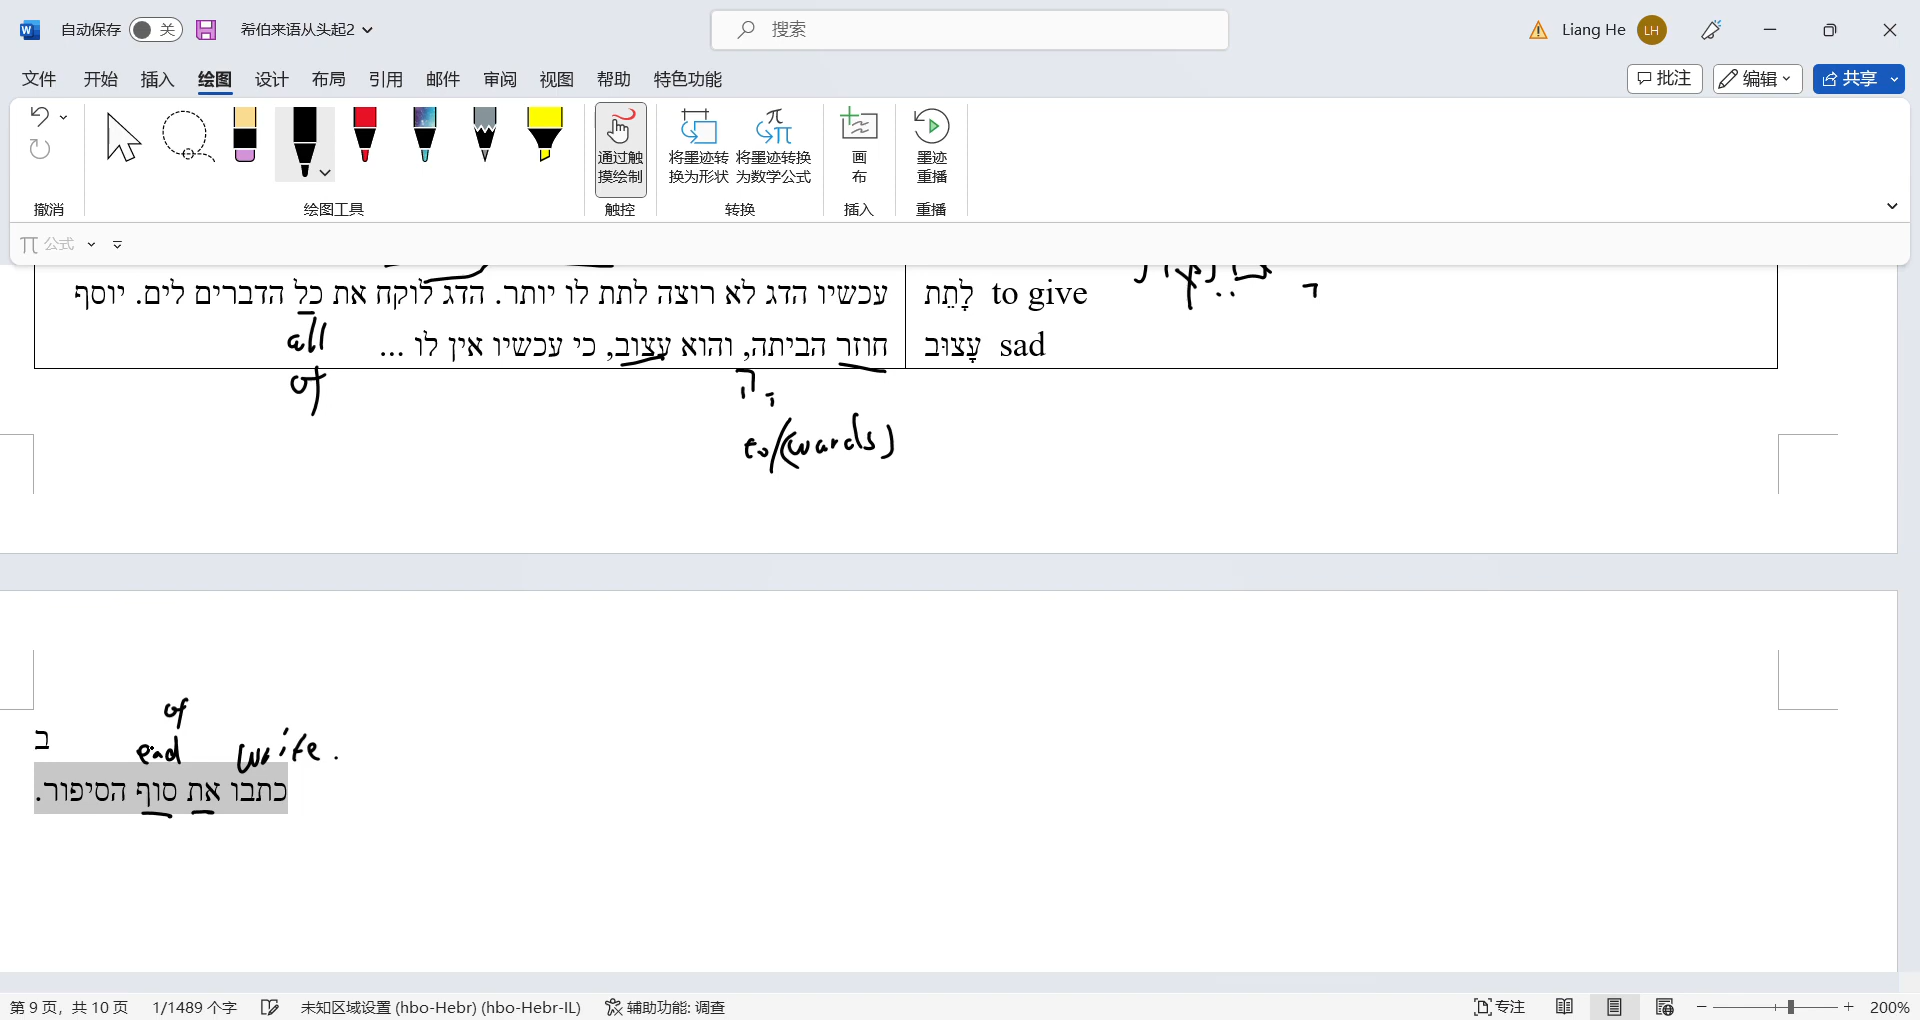 自动保存 关 希伯来语从头起2 搜索 Liang He LH
文件 开始 插入 绘图 设计 布局 引用 邮件 审阅 视图 帮助 特色功能 批注 编辑 共享
通过触摸绘制 将墨迹转换为形状 将墨迹转换为数学公式 画布 墨迹重播
撤消 绘图工具 触控 转换 插入 重播
公式
עכשיו הדג לא רוצה לתת לו יותר. הדג לוקח את כל הדברים לים. יוסף
לָתֵת to give
all
חוזר הביתה, והוא עצוב, כי עכשיו אין לו ...
עָצוּב sad
of
ה
to/(wards)
of
ב
end write.
כתבו את סוף הסיפור.
第 9 页，共 10 页 1/1489 个字 未知区域设置 (hbo-Hebr) (hbo-Hebr-IL) 辅助功能: 调查 专注 200%